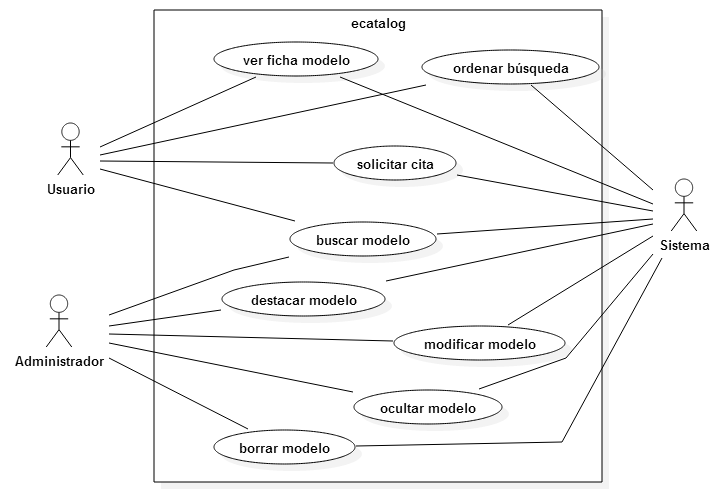 ecatalog
ver ficha modelo
ordenar búsqueda
solicitar cita
Usuario
buscar modelo
Sistema
destacar modelo
modificar modelo
Administrador
ocultar modelo
borrar modelo